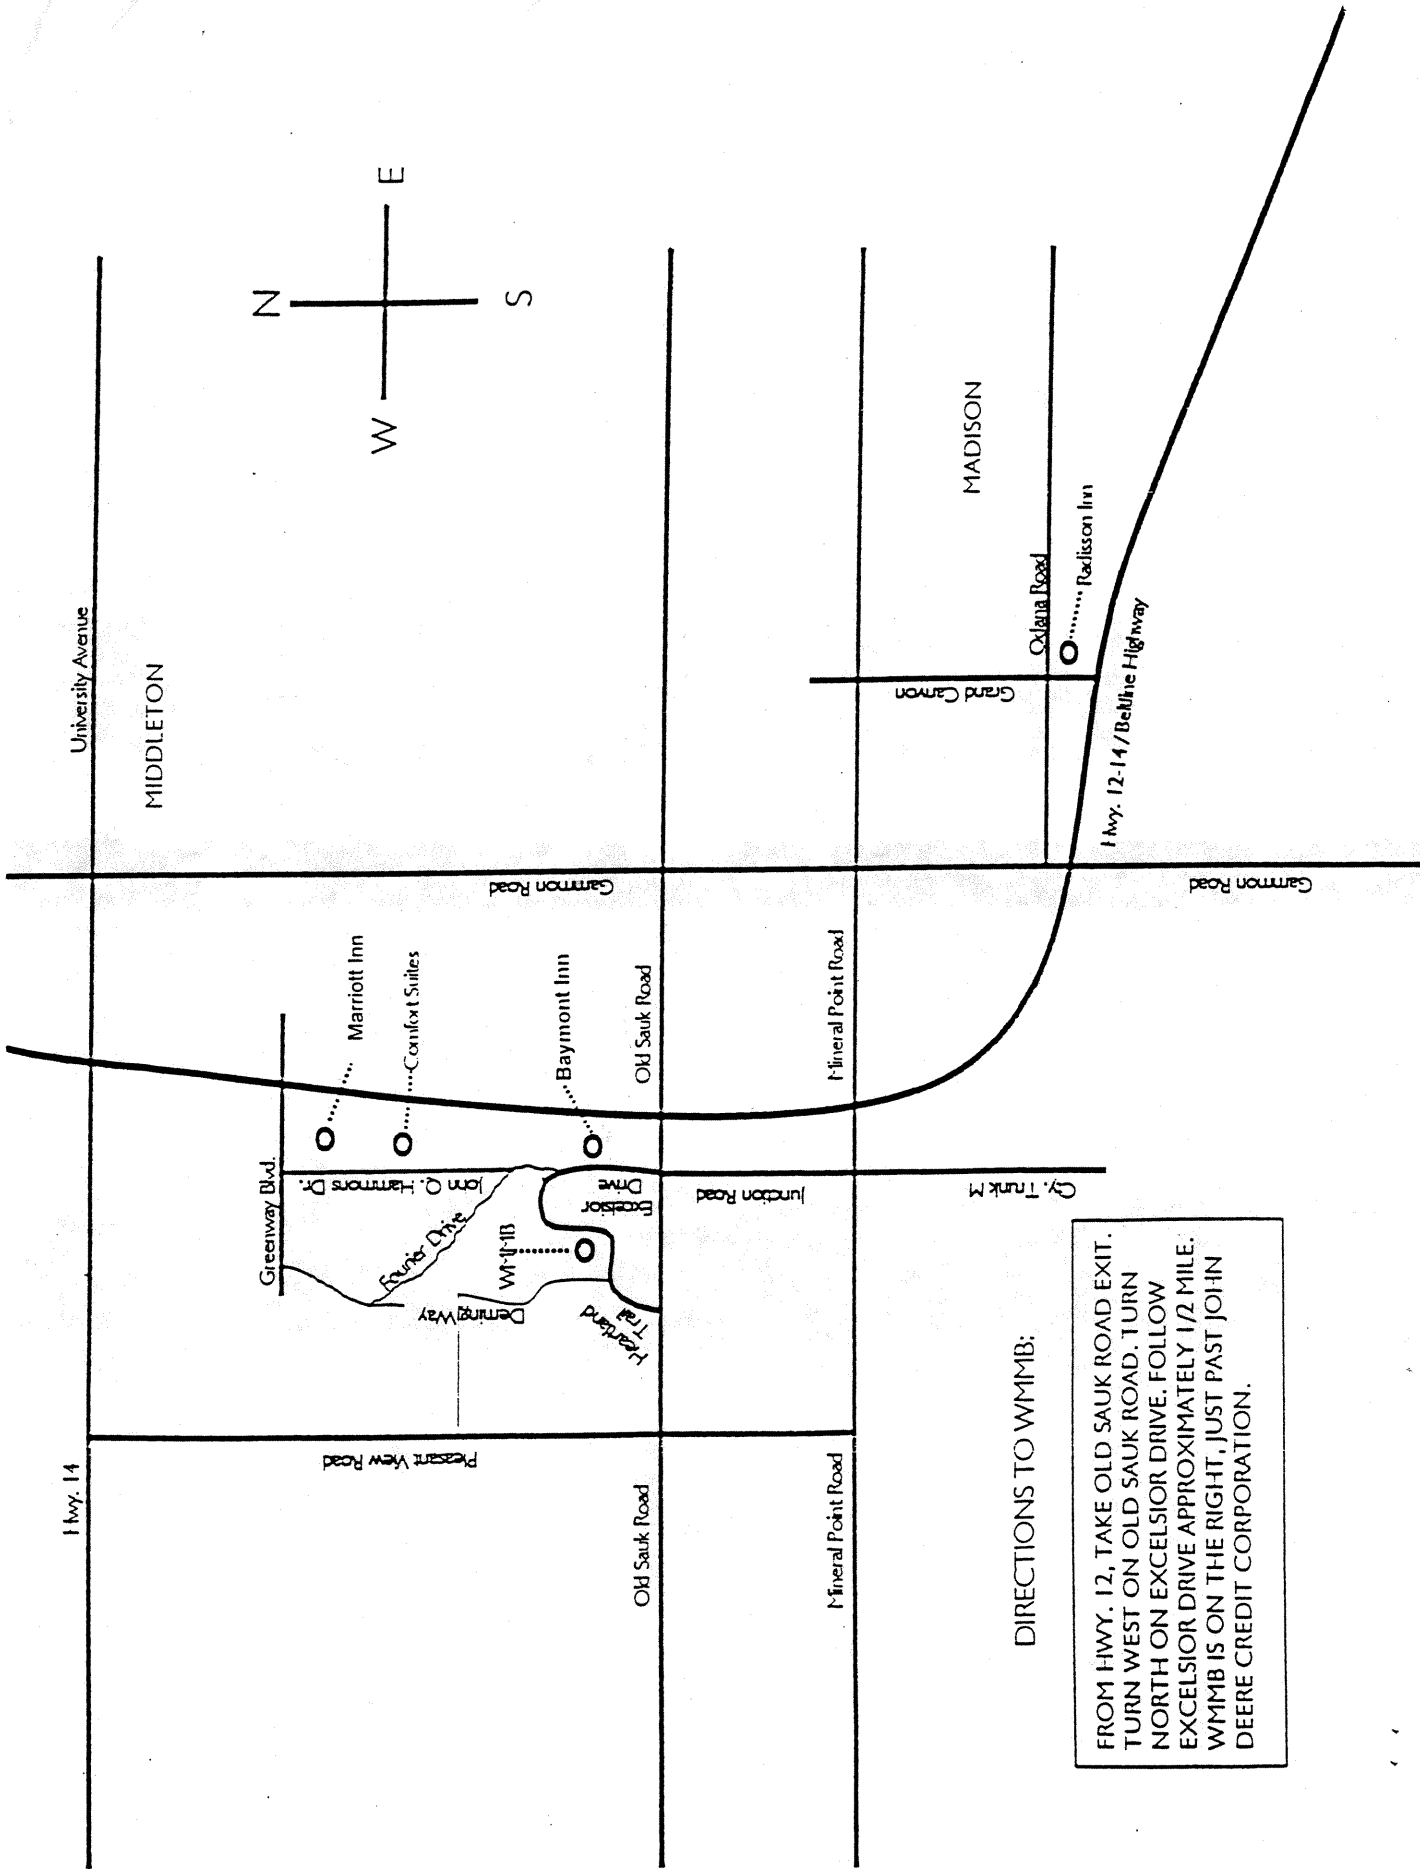 Hwy. 14
University Avenue
MIDDLETON
N
W
E
S
Greenway Blvd.
Marriott Inn
Comfort Suites
John Q. Hammons Dr.
Fourier Drive
Deming Way
Pleasant View Road
Gammon Road
WMMB
Baymont Inn
Excelsior
Drive
Heartland
Trail
Old Sauk Road
Old Sauk Road
Junction Road
Mineral Point Road
Mineral Point Road
Cy. Trunk M
Grand Canyon
MADISON
Odana Road
Radisson Inn
Hwy. 12-14 / Beltline Highway
Gammon Road
DIRECTIONS TO WMMB:
FROM HWY. 12, TAKE OLD SAUK ROAD EXIT.
TURN WEST ON OLD SAUK ROAD. TURN
NORTH ON EXCELSIOR DRIVE. FOLLOW
EXCELSIOR DRIVE APPROXIMATELY 1/2 MILE.
WMMB IS ON THE RIGHT, JUST PAST JOHN
DEERE CREDIT CORPORATION.